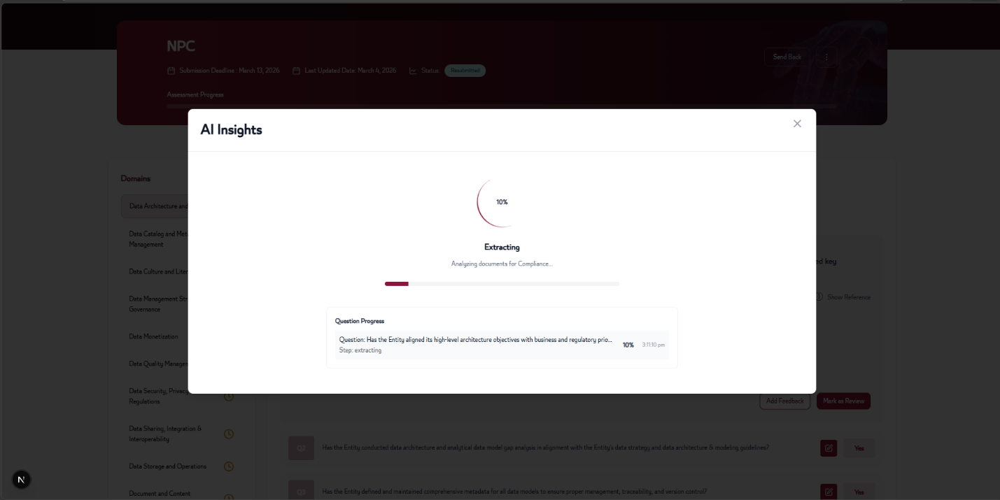 NPC
Submission Deadline : March 13, 2026
Last Updated Date: March 4, 2026
Status:
Resubmitted
Send Back
Assessment Progress
AI Insights
10%
Extracting
Analyzing documents for Compliance...
Question Progress
Question: Has the Entity aligned its high-level architecture objectives with business and regulatory prio...
Step: extracting
10%
3:11:10 pm
Domains
Data Architecture and
Data Catalog and Met
Management
Data Culture and Liter
Data Management Str
Governance
Data Monetization
Data Quality Managem
Data Security, Privacy
Regulations
Data Sharing, Integration &
Interoperability
Data Storage and Operations
Document and Content
ed key
Show Reference
Add Feedback
Mark as Review
Q2
Has the Entity conducted data architecture and analytical data model gap analysis in alignment with the Entity's data strategy and data architecture & modeling guidelines?
Yes
Q3
Has the Entity defined and maintained comprehensive metadata for all data models to ensure proper management, traceability, and version control?
Yes
N